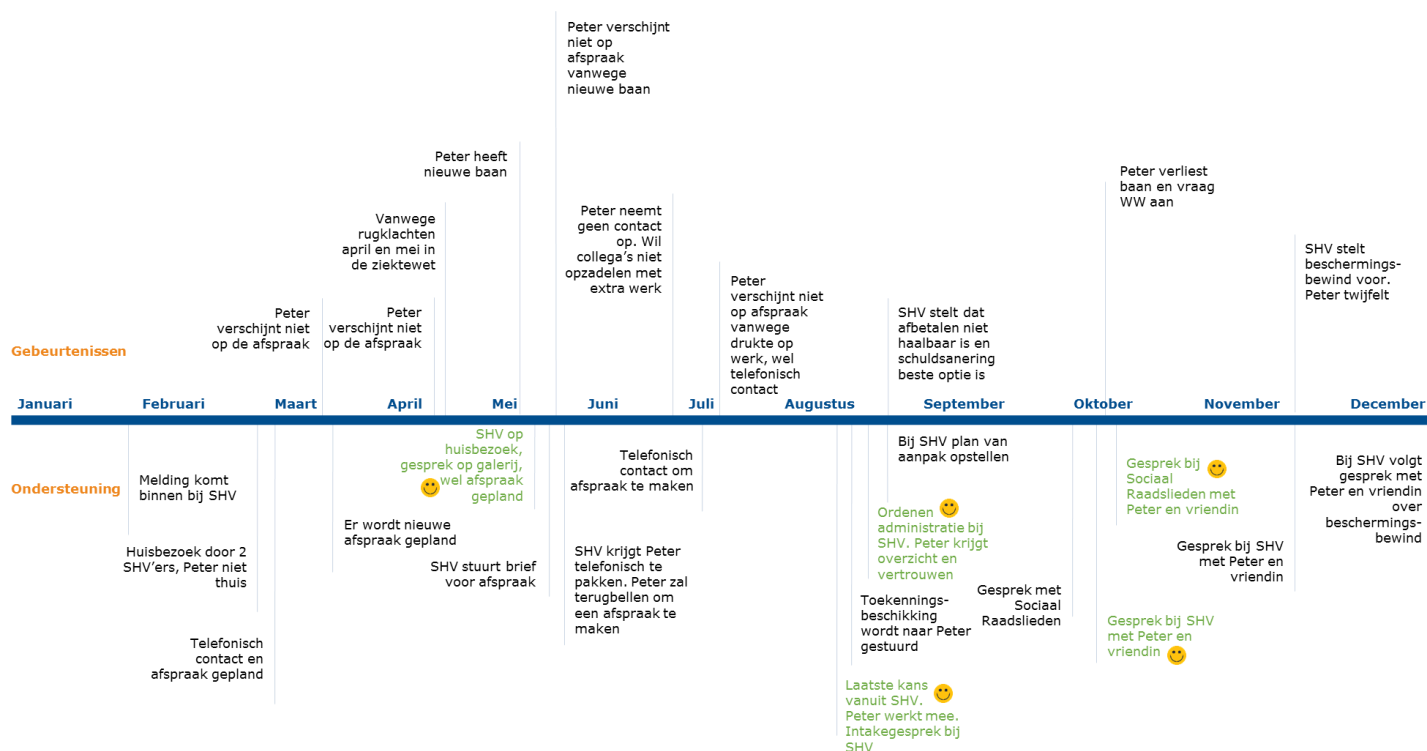 Peter verschijnt
niet op
afspraak
vanwege
nieuwe baan
Peter heeft
nieuwe baan
Vanwege
rugklachten
april en mei in
de ziektewet
Peter neemt
geen contact
op. Wil
collega's niet
opzadelen met
extra werk
Peter verliest
baan en vraag
WW aan
SHV stelt
beschermings-
bewind voor.
Peter twijfelt
Peter
verschijnt niet
op de afspraak
Peter
verschijnt niet
op de afspraak
Peter
verschijnt niet
op afspraak
vanwege
drukte op
werk, wel
telefonisch
contact
SHV stelt dat
afbetalen niet
haalbaar is en
schuldsanering
beste optie is
Gebeurtenissen
Januari
Februari
Maart
April
Mei
Juni
Juli
Augustus
September
Oktober
November
December
Ondersteuning
Melding komt
binnen bij SHV
Huisbezoek door 2
SHV'ers, Peter niet
thuis
Telefonisch
contact en
afspraak gepland
Er wordt nieuwe
afspraak gepland
SHV op
huisbezoek,
gesprek op galerij,
wel afspraak
gepland
SHV stuurt brief
voor afspraak
SHV krijgt Peter
telefonisch te
pakken. Peter zal
terugbellen om
een afspraak te
maken
Telefonisch
contact om
afspraak te maken
Laatste kans
vanuit SHV.
Peter werkt mee.
Intakegesprek bij
SHV
Toekennings-
beschikking
wordt naar Peter
gestuurd
Ordenen
administratie bij
SHV. Peter krijgt
overzicht en
vertrouwen
Bij SHV plan van
aanpak opstellen
Gesprek met
Sociaal
Raadslieden
Gesprek bij SHV
met Peter en
vriendin
Gesprek bij
Sociaal
Raadslieden met
Peter en vriendin
Gesprek bij SHV
met Peter en
vriendin
Bij SHV volgt
gesprek met
Peter en vriendin
over
beschermings-
bewind